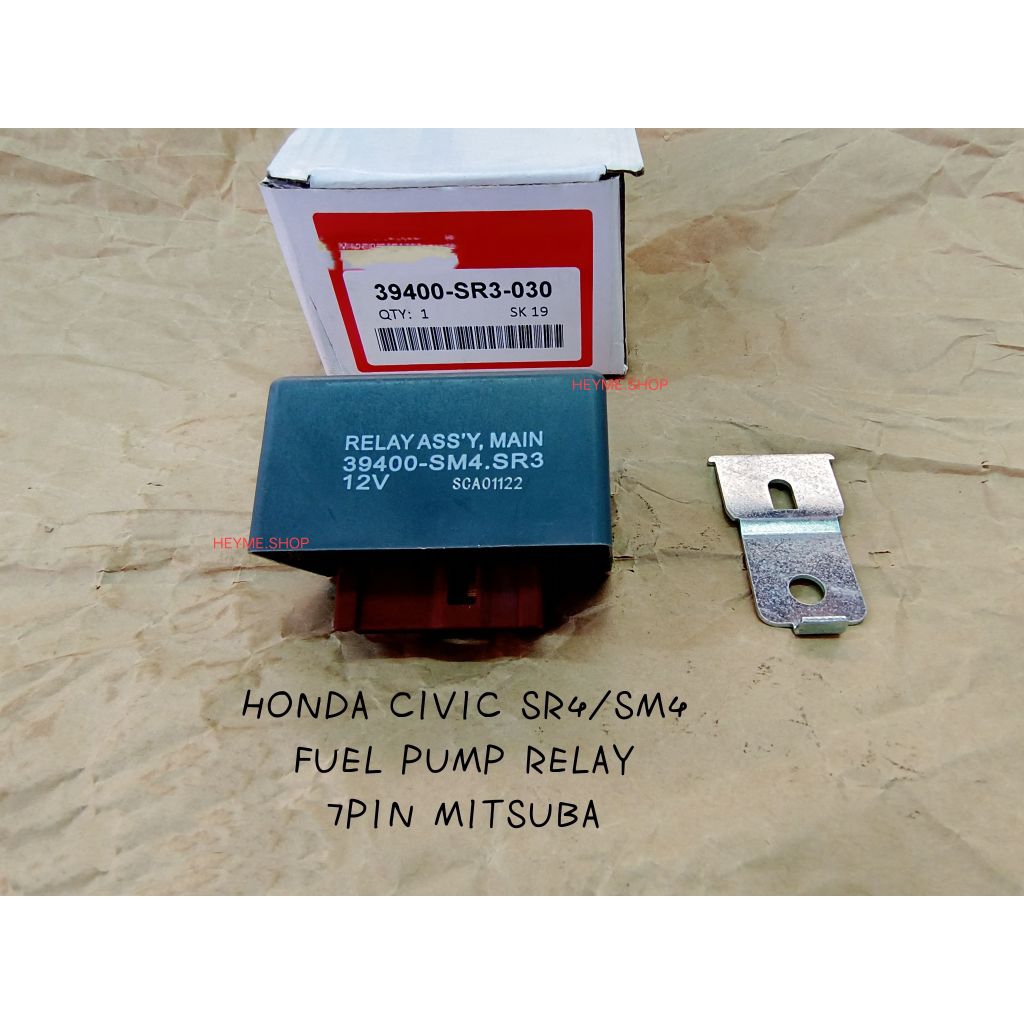 39400-SR3-030
QTY: 1 SK 19
HEYME.SHOP
RELAY ASS'Y, MAIN
39400-SM4.SR3
12V SCA01122
HEYME.SHOP
HONDA CIVIC SR4/SM4
FUEL PUMP RELAY
7PIN MITSUBA